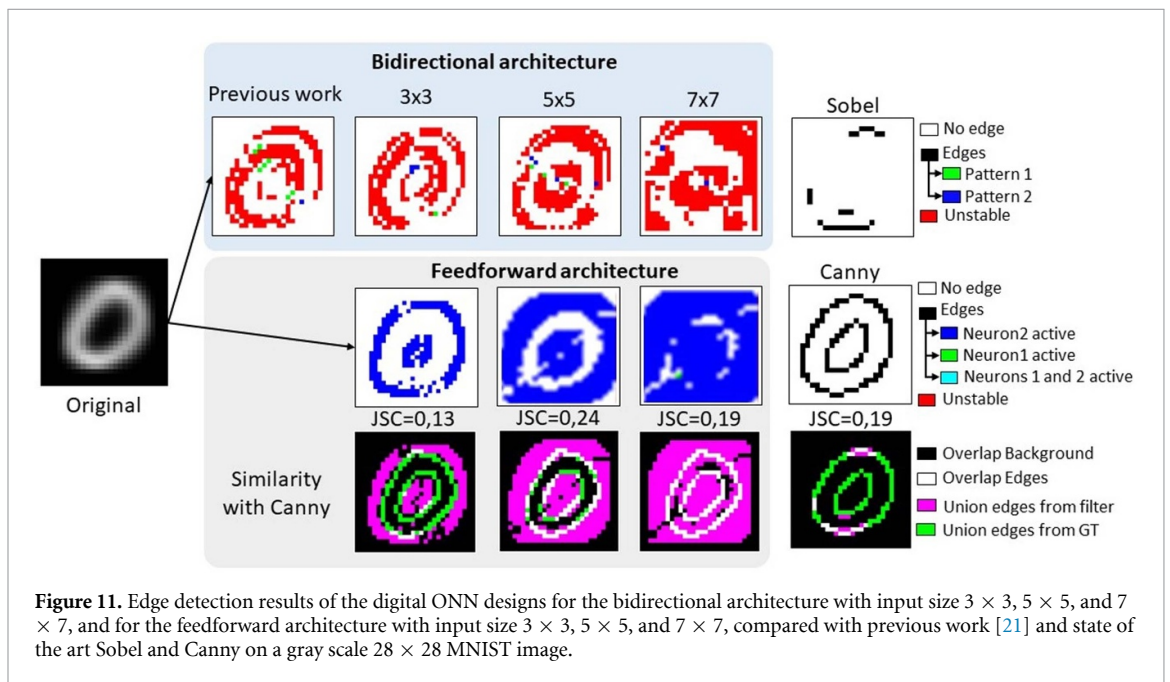 Bidirectional architecture
Previous work
3x3
5x5
7x7
Sobel
No edge
Edges
Pattern 1
Pattern 2
Unstable
Original
Feedforward architecture
Canny
No edge
Edges
Neuron2 active
Neuron1 active
Neurons 1 and 2 active
Unstable
JSC=0,13
JSC=0,24
JSC=0,19
JSC=0,19
Similarity
with Canny
Overlap Background
Overlap Edges
Union edges from filter
Union edges from GT
Figure 11. Edge detection results of the digital ONN designs for the bidirectional architecture with input size 3 × 3, 5 × 5, and 7
× 7, and for the feedforward architecture with input size 3 × 3, 5 × 5, and 7 × 7, compared with previous work [21] and state of
the art Sobel and Canny on a gray scale 28 × 28 MNIST image.